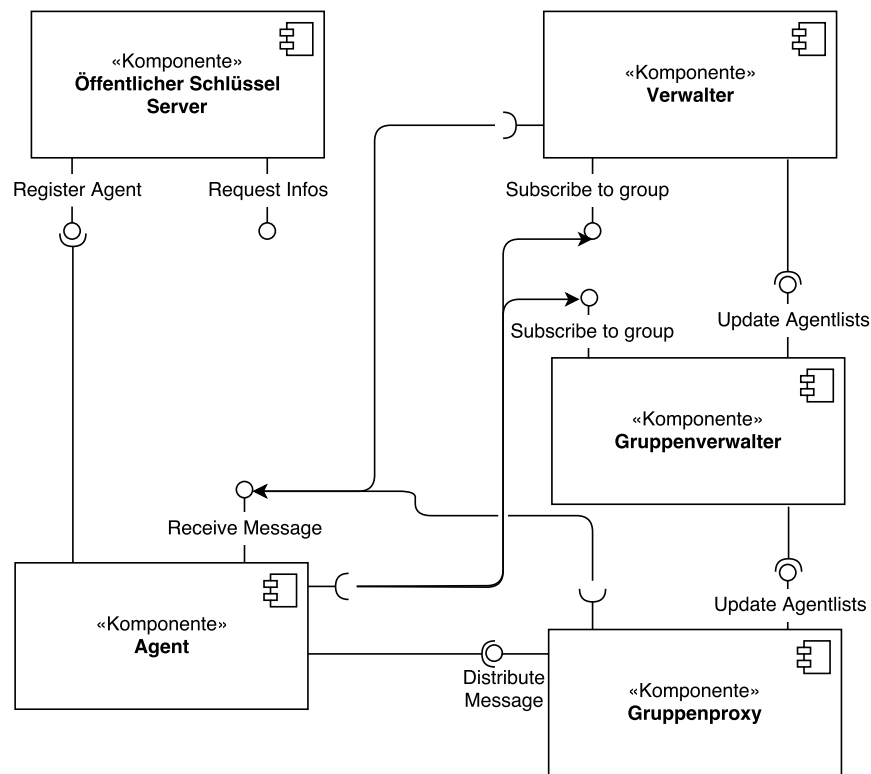 «Komponente»
Öffentlicher Schlüssel
Server
«Komponente»
Verwalter
Register Agent
Request Infos
Subscribe to group
Update Agentlists
Subscribe to group
«Komponente»
Gruppenverwalter
Receive Message
Update Agentlists
«Komponente»
Agent
Distribute
Message
«Komponente»
Gruppenproxy